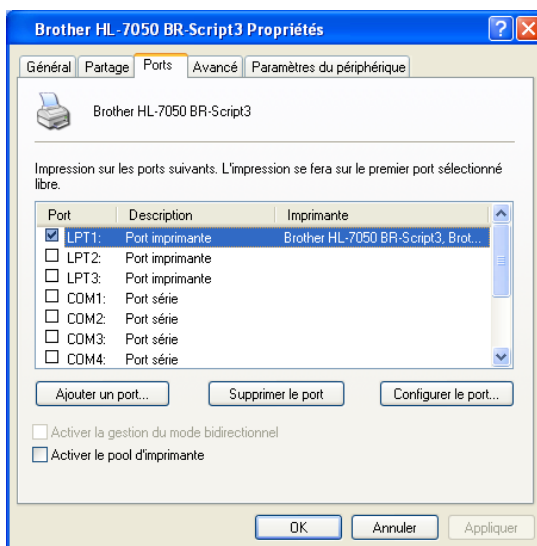 Brother HL-7050 BR-Script3 Propriétés
Général Partage Ports Avancé Paramètres du périphérique
Brother HL-7050 BR-Script3
Impression sur les ports suivants. L'impression se fera sur le premier port sélectionné
libre.
Port Description Imprimante
LPT1: Port imprimante Brother HL-7050 BR-Script3, Brot...
LPT2: Port imprimante
LPT3: Port imprimante
COM1: Port série
COM2: Port série
COM3: Port série
COM4: Port série
Ajouter un port... Supprimer le port Configurer le port...
Activer la gestion du mode bidirectionnel
Activer le pool d'imprimante
OK Annuler Appliquer